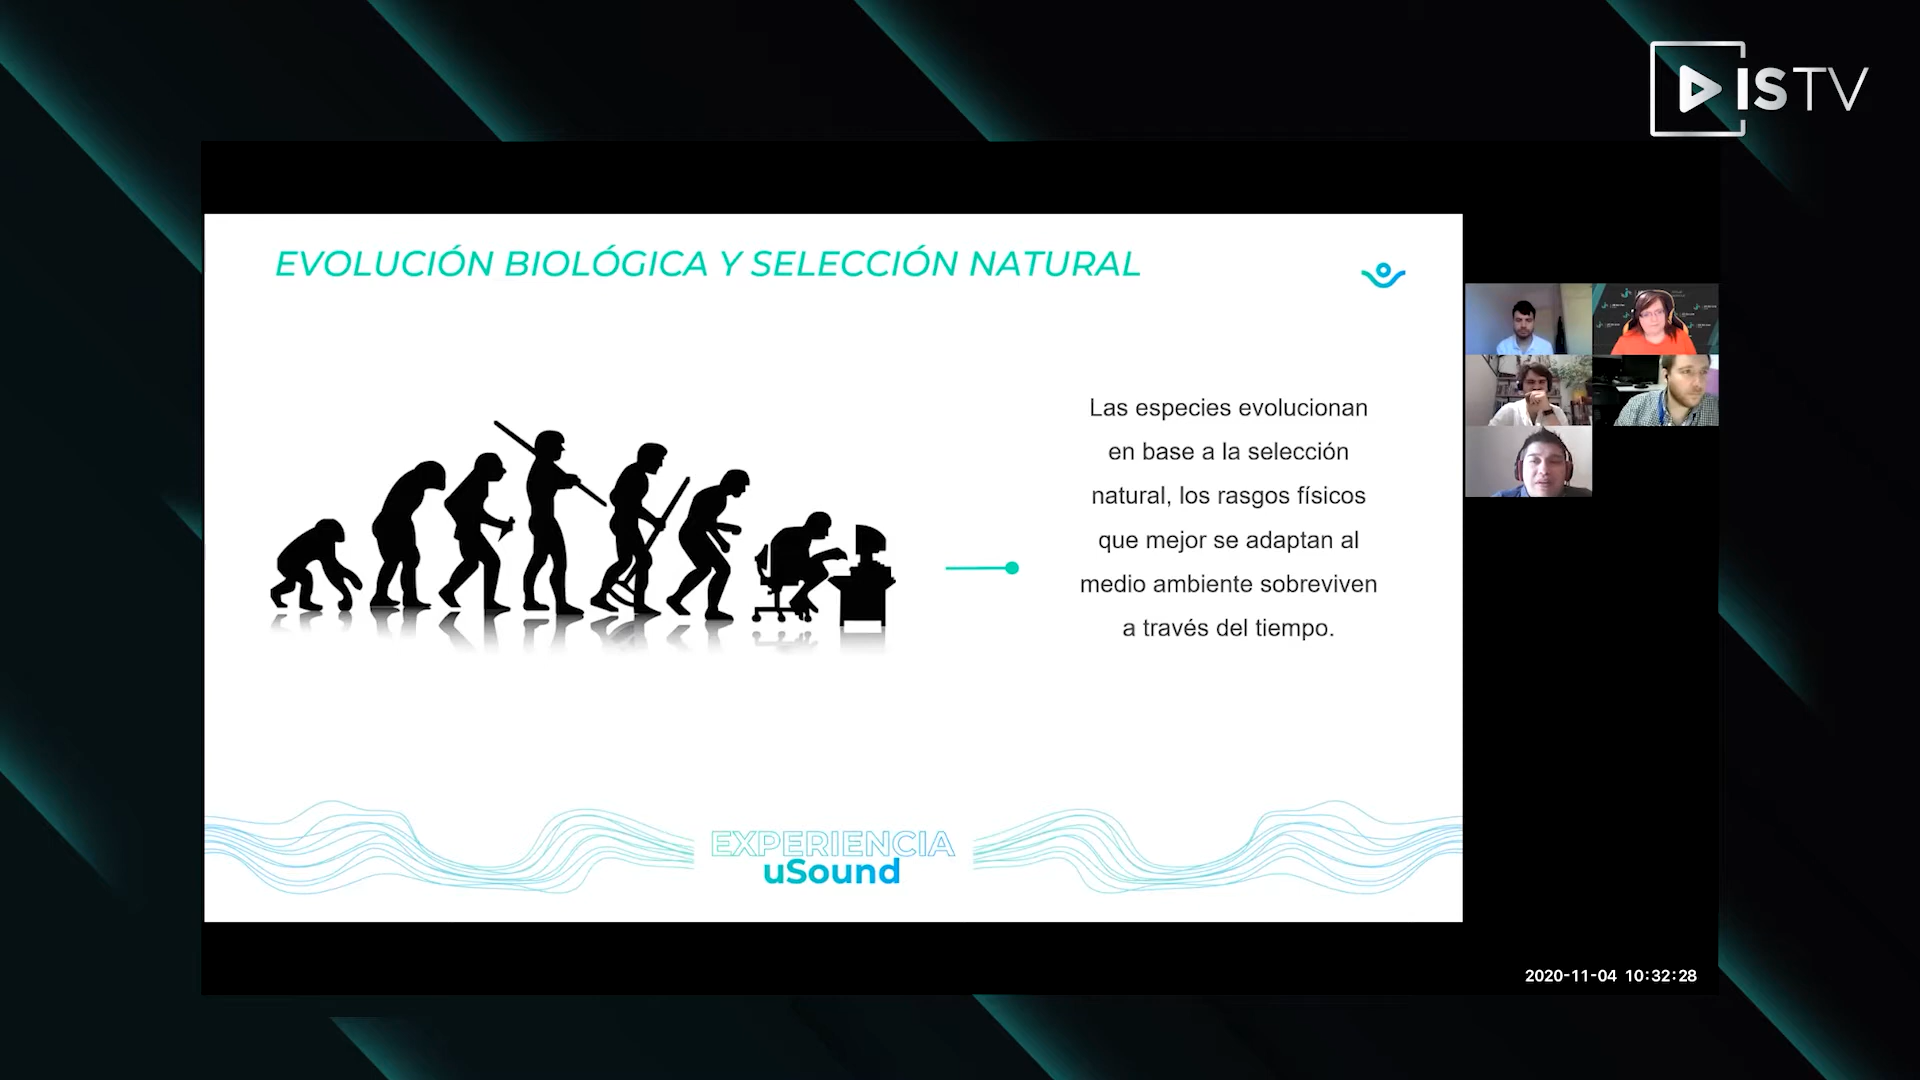 ISTV
EVOLUCIÓN BIOLÓGICA Y SELECCIÓN NATURAL
Las especies evolucionan
en base a la selección
natural, los rasgos físicos
que mejor se adaptan al
medio ambiente sobreviven
a través del tiempo.
EXPERIENCIA
uSound
2020-11-04 10:32:28